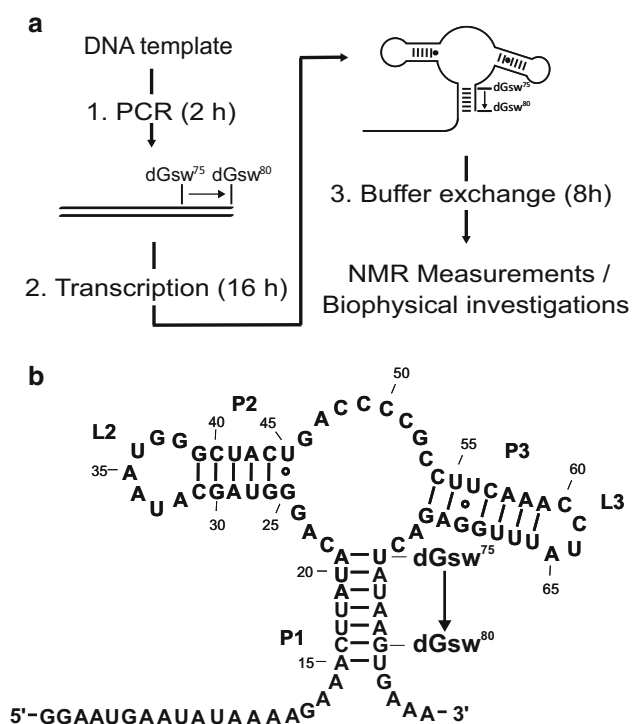 a
DNA template
1. PCR (2 h)
dGsw75 dGsw80
2. Transcription (16 h)
dGsw75
dGsw80
3. Buffer exchange (8h)
NMR Measurements /
Biophysical investigations
b
P2
L2
P3
L3
P1
15
20
25
30
35
40
45
50
55
60
65
dGsw75
dGsw80
5'-GGAAUGAAUAUAAAAGAAACUUAUACAGGGUAGCAUAAUGGGCUACUGACCCCGCCUUCAAACCUAUUUGGAGACUAUAAGUGAAA-3'